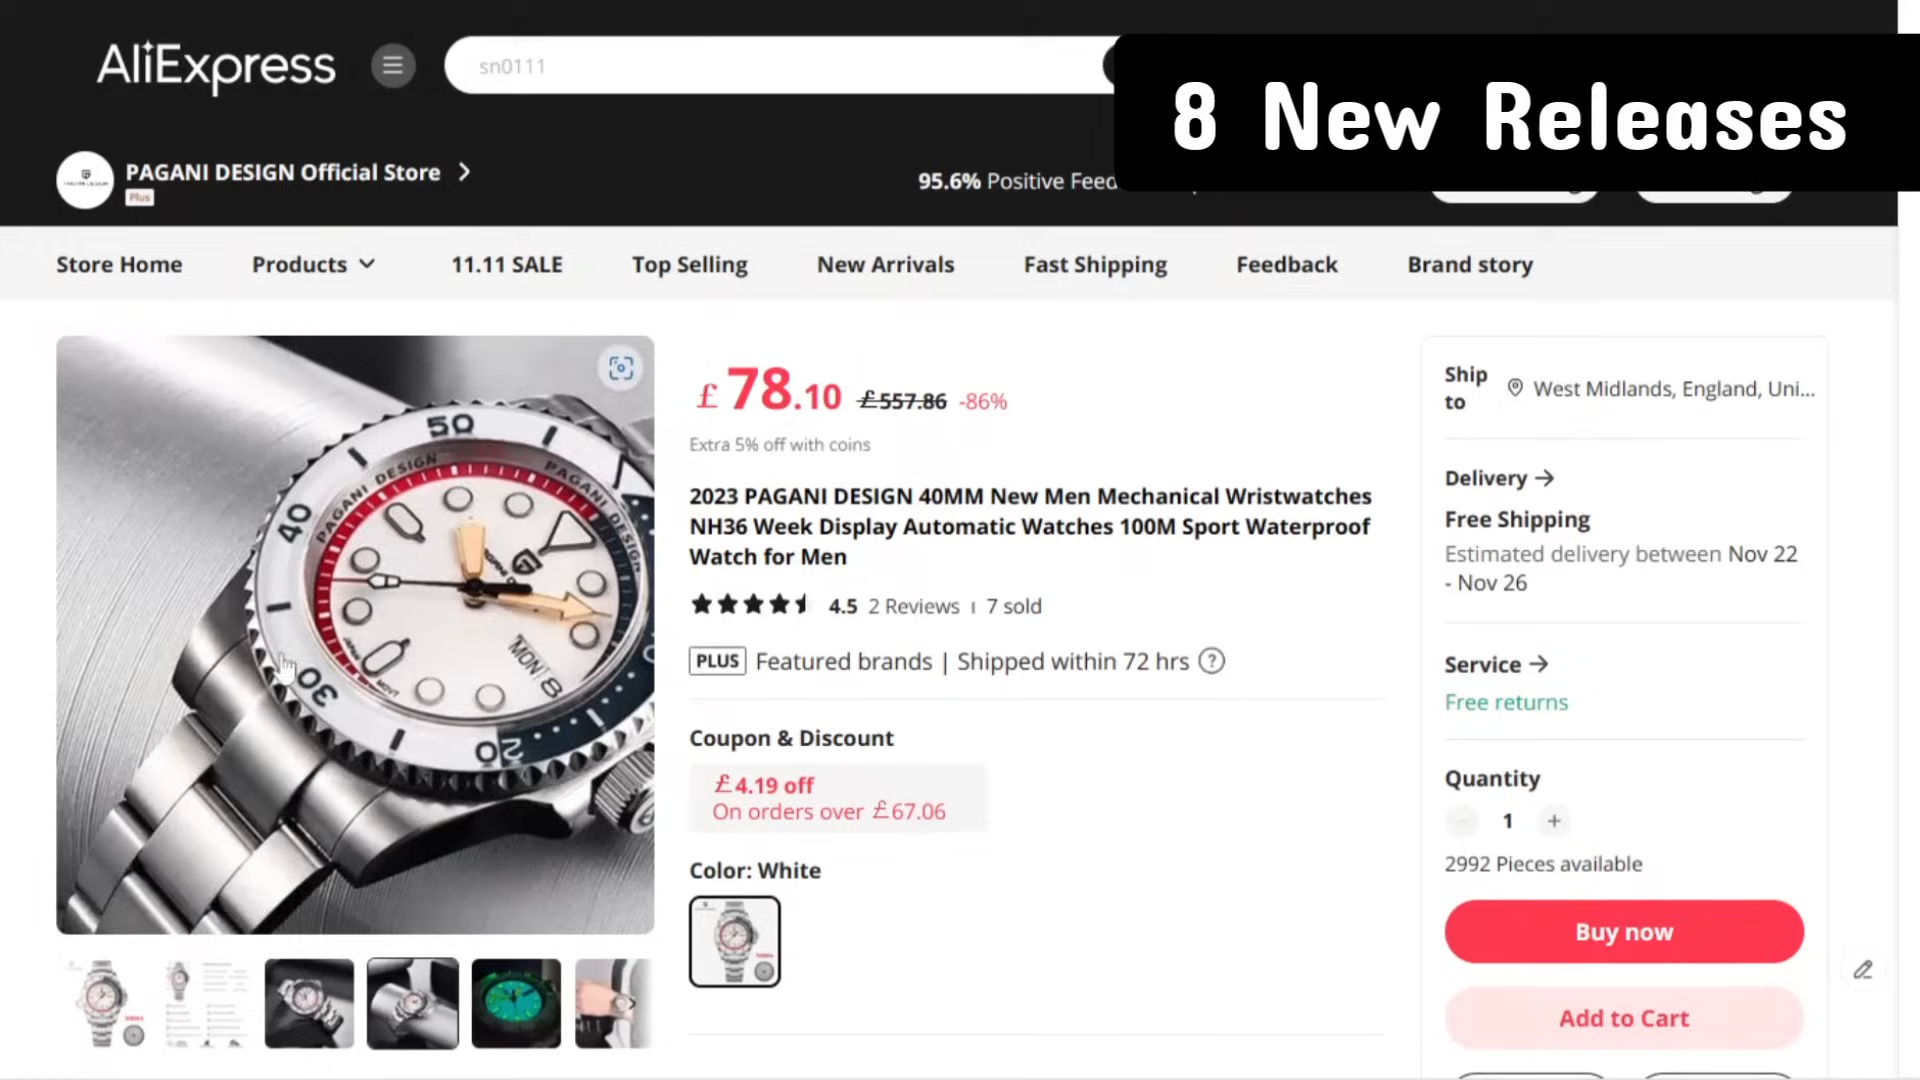 AliExpress
sn0111
8 New Releases
PAGANI DESIGN Official Store
Plus
95.6% Positive Feed
Store Home
Products
11.11 SALE
Top Selling
New Arrivals
Fast Shipping
Feedback
Brand story
50
40
30
20
PAGANI DESIGN
PAGANI DESIGN
MON 8
MOV'T
£78.10 £557.86 -86%
Extra 5% off with coins
2023 PAGANI DESIGN 40MM New Men Mechanical Wristwatches
NH36 Week Display Automatic Watches 100M Sport Waterproof
Watch for Men
4.5 2 Reviews 7 sold
PLUS Featured brands | Shipped within 72 hrs ?
Coupon & Discount
£4.19 off
On orders over £67.06
Color: White
Ship
to
West Midlands, England, Uni...
Delivery
Free Shipping
Estimated delivery between Nov 22
- Nov 26
Service
Free returns
Quantity
- 1 +
2992 Pieces available
Buy now
Add to Cart